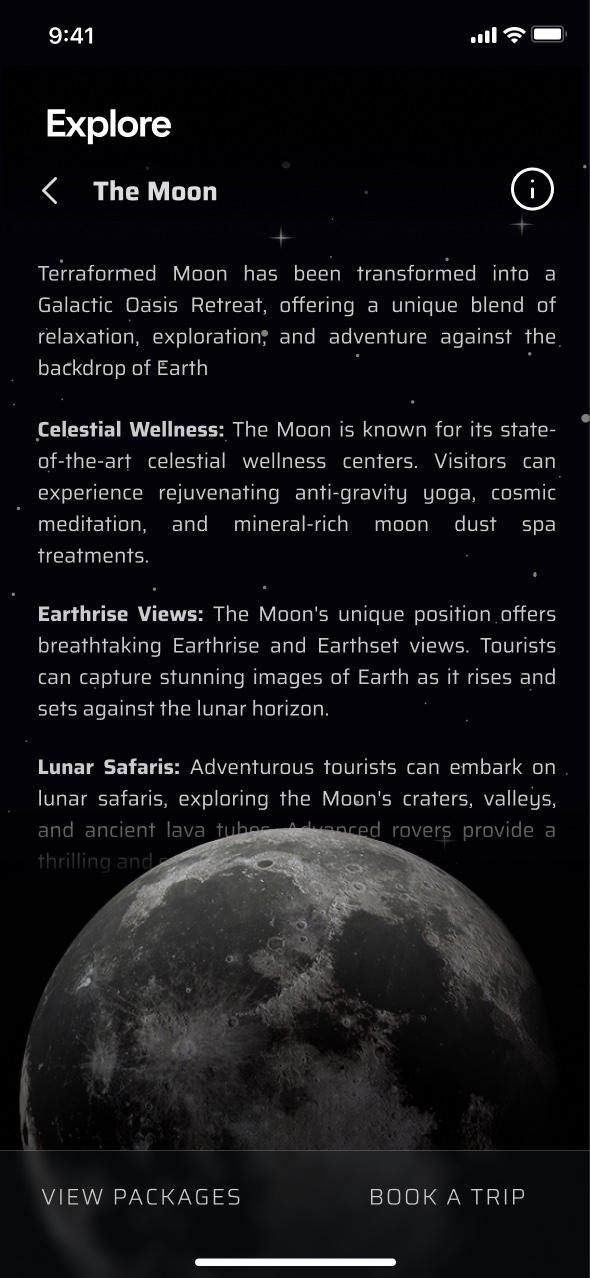 9:41
Explore
The Moon
Terraformed Moon has been transformed into a
Galactic Oasis Retreat, offering a unique blend of
relaxation, exploration, and adventure against the
backdrop of Earth
Celestial Wellness: The Moon is known for its state-
of-the-art celestial wellness centers. Visitors can
experience rejuvenating anti-gravity yoga, cosmic
meditation, and mineral-rich moon dust spa
treatments.
Earthrise Views: The Moon's unique position offers
breathtaking Earthrise and Earthset views. Tourists
can capture stunning images of Earth as it rises and
sets against the lunar horizon.
Lunar Safaris: Adventurous tourists can embark on
lunar safaris, exploring the Moon's craters, valleys,
and ancient lava tubes. Advanced rovers provide a
thrilling and
VIEW PACKAGES
BOOK A TRIP